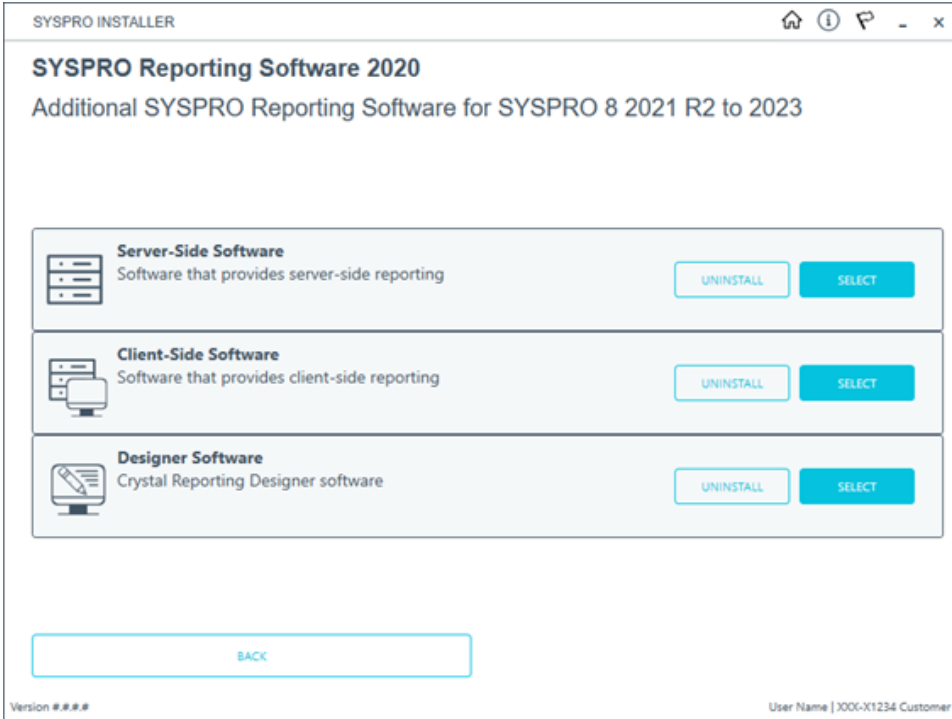 SYSPRO INSTALLER
SYSPRO Reporting Software 2020
Additional SYSPRO Reporting Software for SYSPRO 8 2021 R2 to 2023
Server-Side Software
Software that provides server-side reporting
UNINSTALL
SELECT
Client-Side Software
Software that provides client-side reporting
UNINSTALL
SELECT
Designer Software
Crystal Reporting Designer software
UNINSTALL
SELECT
BACK
Version #.#.#.#
User Name | XXX-X1234 Customer